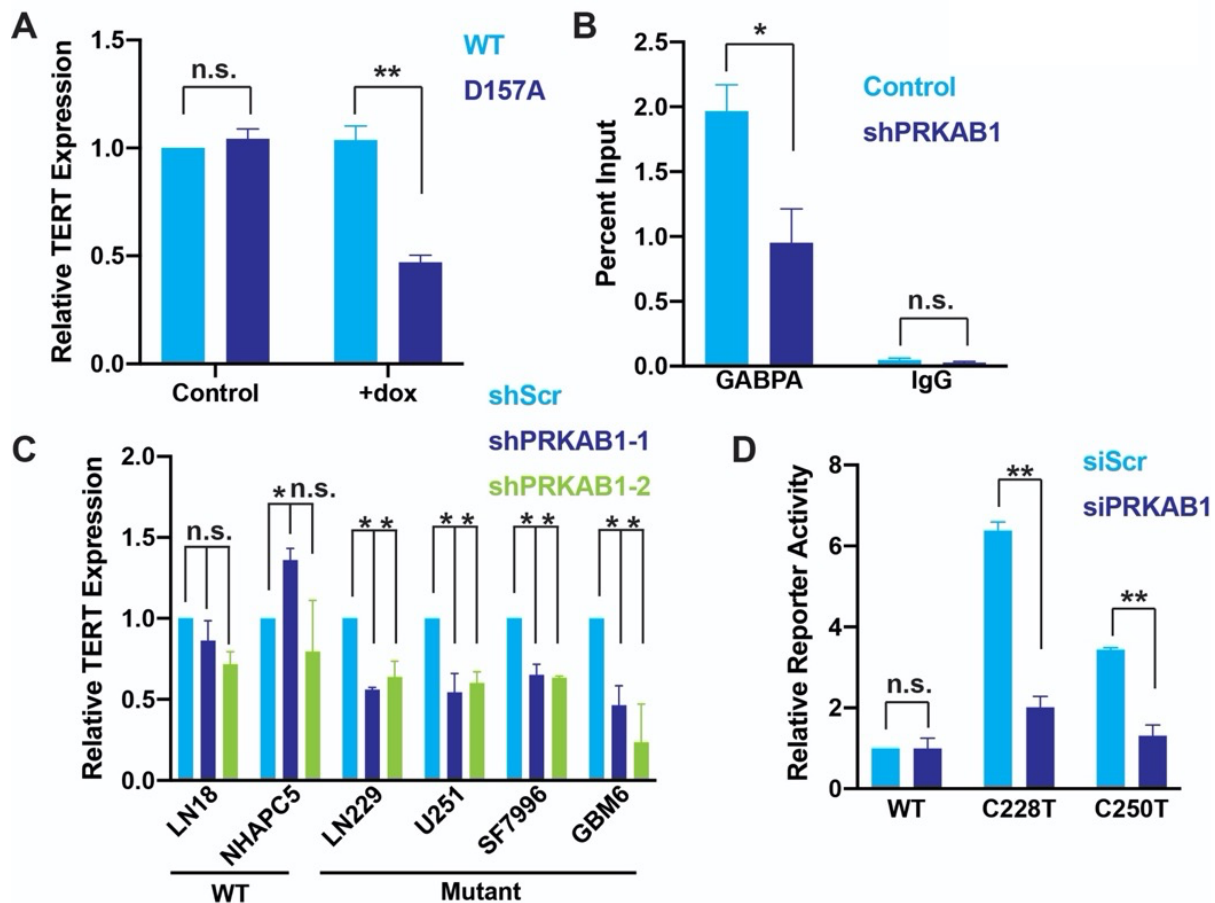 A
Relative TERT Expression
1.5
1.0
0.5
0.0
n.s.
**
WT
D157A
Control
+dox
B
Percent Input
2.5
2.0
1.5
1.0
0.5
0.0
*
n.s.
Control
shPRKAB1
GABPA
IgG
C
Relative TERT Expression
2.0
1.5
1.0
0.5
0.0
shScr
shPRKAB1-1
shPRKAB1-2
n.s.
* n.s.
* *
* *
* *
* *
LN18
NHAPC5
LN229
U251
SF7996
GBM6
WT
Mutant
D
Relative Reporter Activity
8
6
4
2
0
n.s.
**
**
siScr
siPRKAB1
WT
C228T
C250T